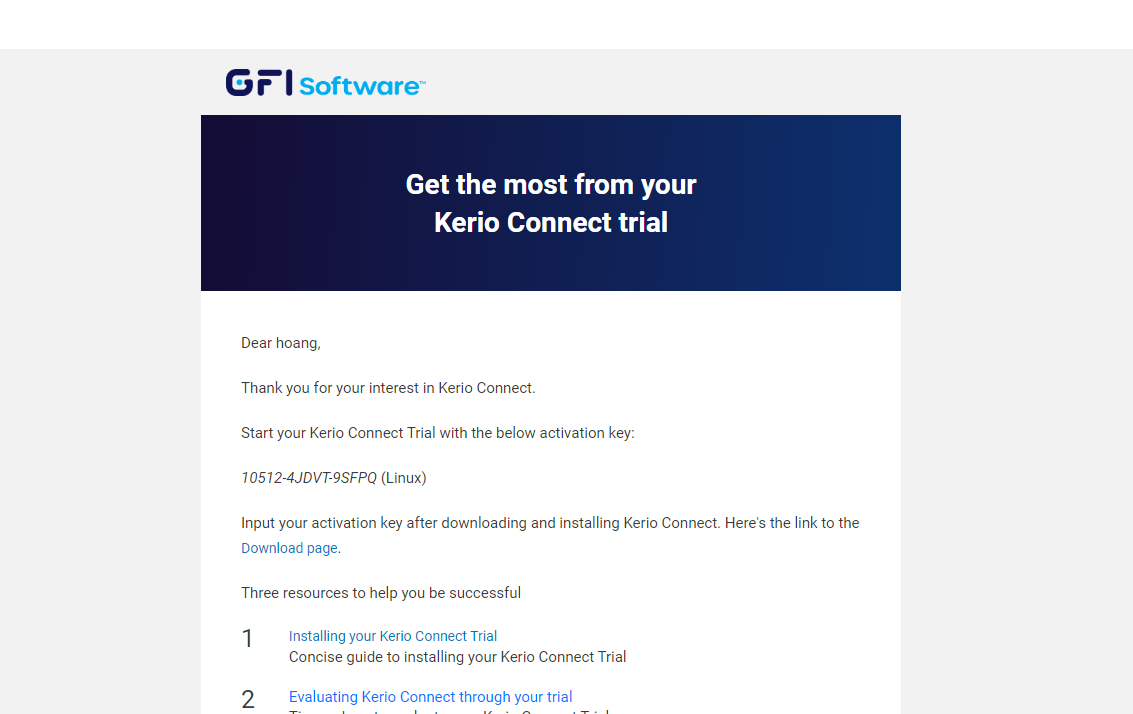 GFI Software™
Get the most from your
Kerio Connect trial
Dear hoang,
Thank you for your interest in Kerio Connect.
Start your Kerio Connect Trial with the below activation key:
10512-4JDVT-9SFPQ (Linux)
Input your activation key after downloading and installing Kerio Connect. Here's the link to the
Download page.
Three resources to help you be successful
1 Installing your Kerio Connect Trial
Concise guide to installing your Kerio Connect Trial
2 Evaluating Kerio Connect through your trial